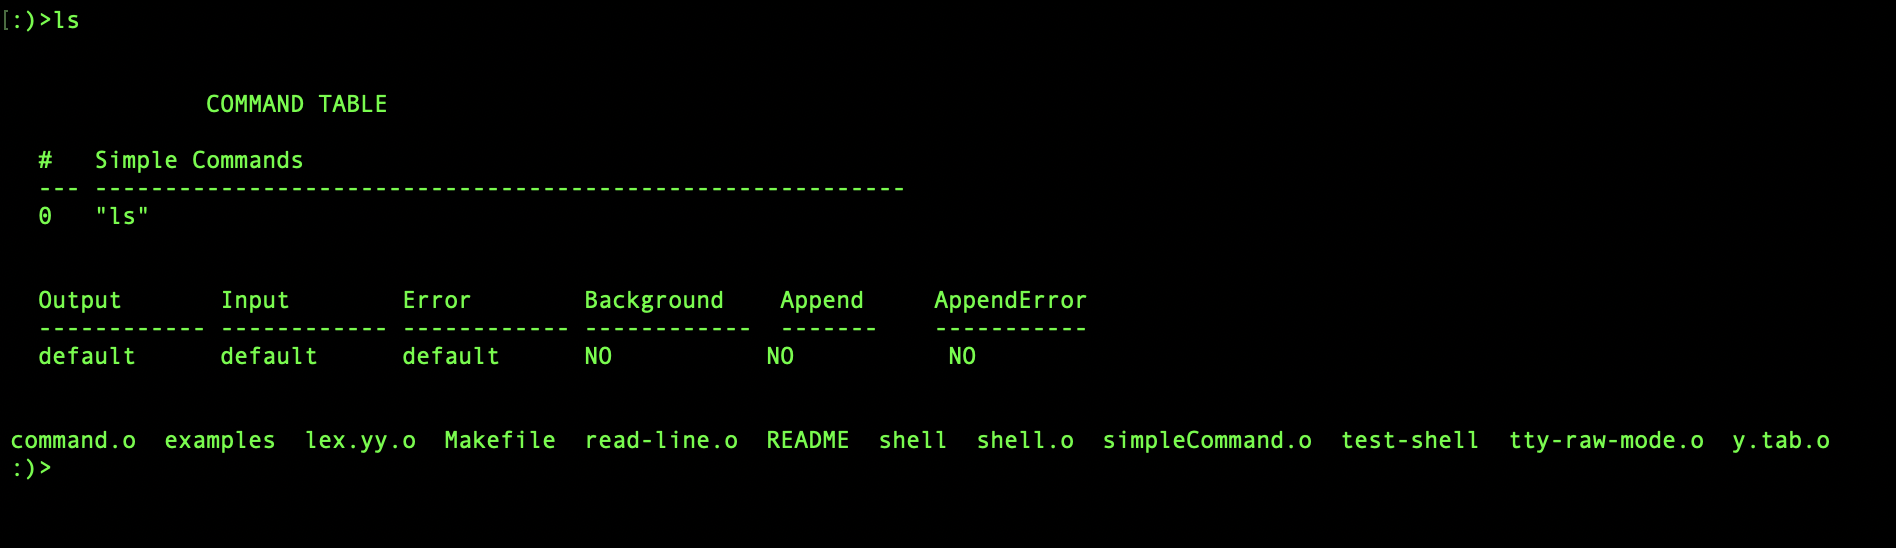 [:)>ls
COMMAND TABLE
#   Simple Commands
--- ----------------------------------------------------------
0   "ls"
Output       Input        Error        Background    Append     AppendError
------------ ------------ ------------ ------------  -------    -----------
default      default      default      NO           NO           NO
command.o  examples  lex.yy.o  Makefile  read-line.o  README  shell  shell.o  simpleCommand.o  test-shell  tty-raw-mode.o  y.tab.o
:)>